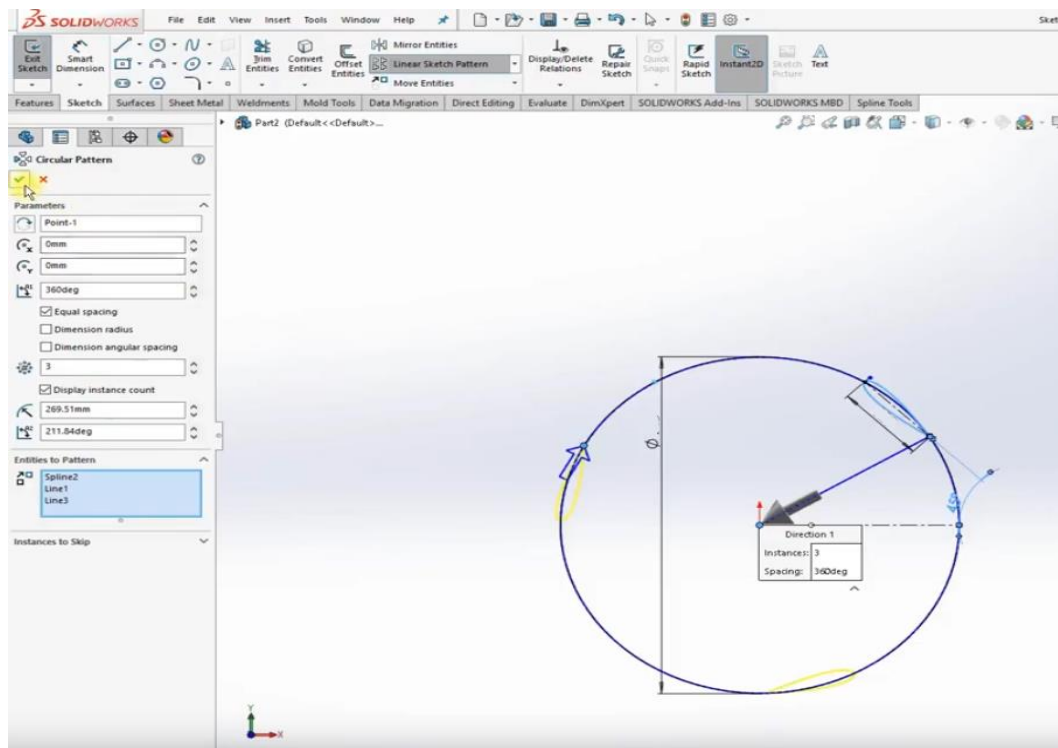 SOLIDWORKS File Edit View Insert Tools Window Help Sket
Exit Sketch
Smart Dimension
Trim Entities
Convert Entities
Offset Entities
Mirror Entities
Linear Sketch Pattern
Move Entities
Display/Delete Relations
Repair Sketch
Quick Snaps
Rapid Sketch
Instant2D
Sketch Picture
Text
Features Sketch Surfaces Sheet Metal Weldments Mold Tools Data Migration Direct Editing Evaluate DimXpert SOLIDWORKS Add-Ins SOLIDWORKS MBD Spline Tools
Part2 (Default<<Default>...
Circular Pattern
Parameters
Point-1
0mm
0mm
360deg
Equal spacing
Dimension radius
Dimension angular spacing
3
Display instance count
269.51mm
211.84deg
Entities to Pattern
Spline2
Line1
Line3
Instances to Skip
Direction 1
Instances: 3
Spacing: 360deg
Y
X